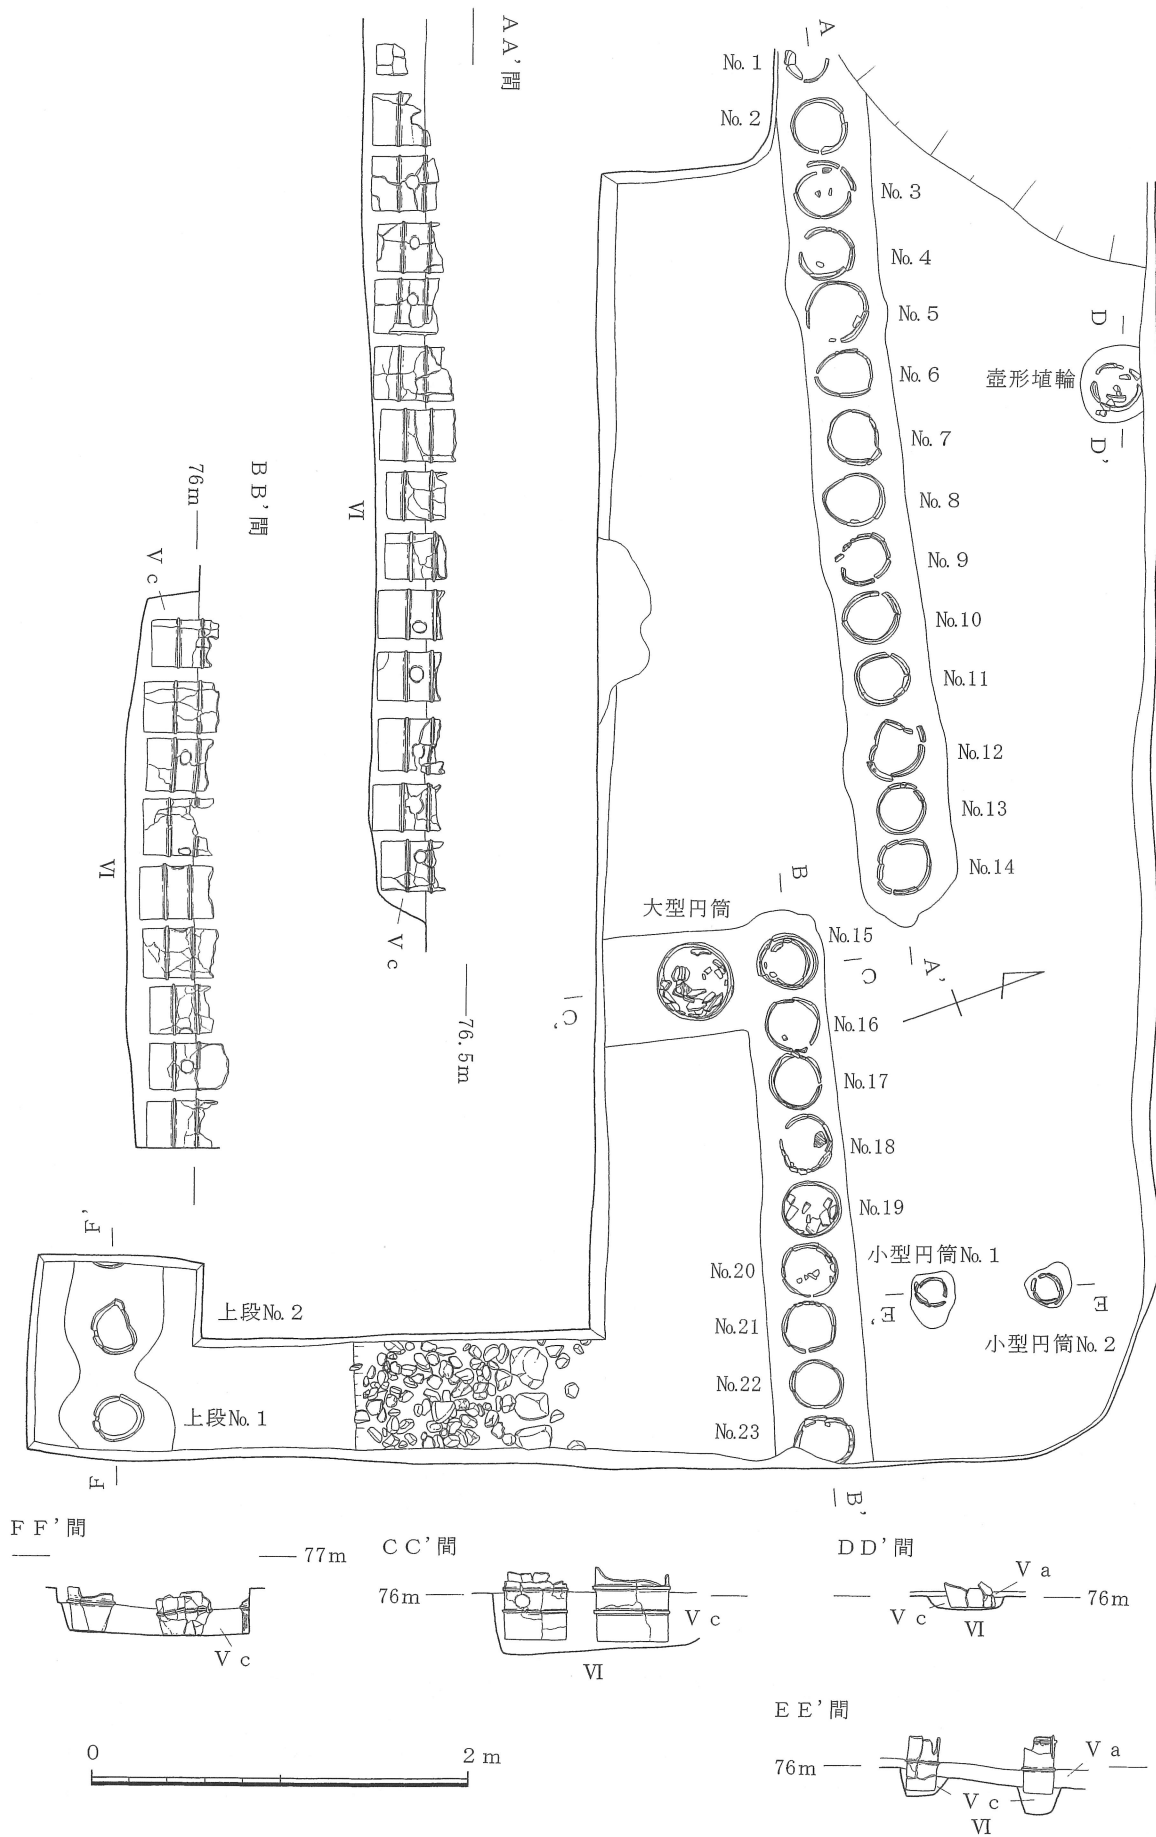 AA'間
A
No.1
No.2
No.3
No.4
No.5
No.6
No.7
No.8
No.9
No.10
No.11
No.12
No.13
No.14
A'
D
壺形埴輪
D'
BB'間
76m
Ⅴc
Ⅵ
Ⅵ
Ⅴc
76.5m
B
大型円筒
No.15
C
C'
No.16
No.17
No.18
No.19
No.20
No.21
No.22
No.23
B'
小型円筒No.1
E'
E
小型円筒No.2
F'
上段No.2
上段No.1
F
FF'間
77m
Ⅴc
CC'間
76m
Ⅴc
Ⅵ
DD'間
Ⅴa
Ⅴc
76m
Ⅵ
EE'間
76m
Ⅴa
Ⅴc
Ⅵ
0
2m